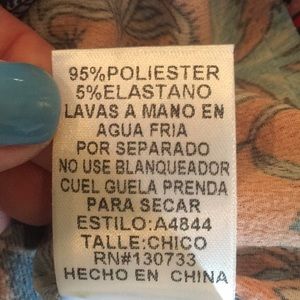 95%POLIESTER
5%ELASTANO
LAVAS A MANO EN
AGUA FRIA
POR SEPARADO
NO USE BLANQUEADOR
CUEL GUELA PRENDA
PARA SECAR
ESTILO:A4844
TALLE:CHICO
RN#130733
HECHO EN CHINA